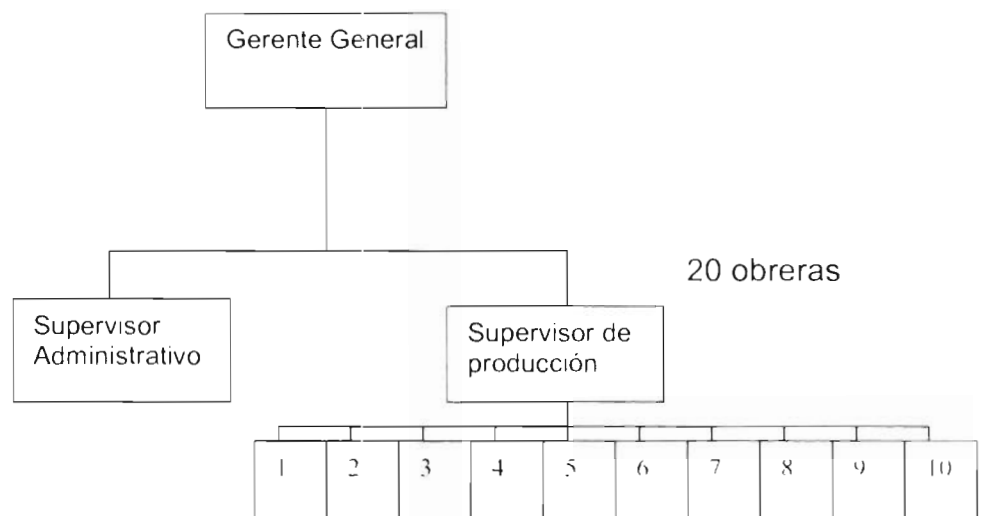 Gerente General
20 obreras
Supervisor
Administrativo
Supervisor de
producción
1 2 3 4 5 6 7 8 9 10